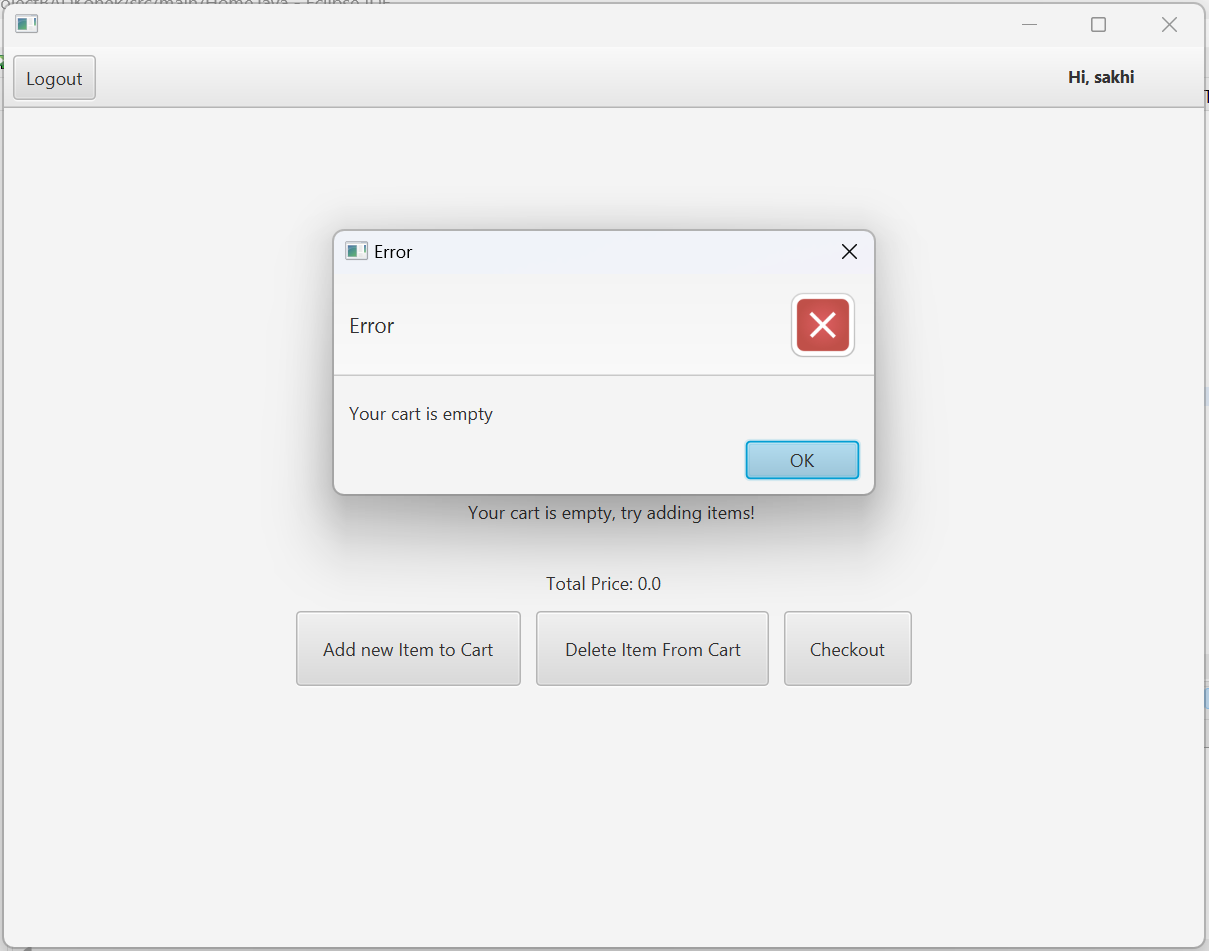 Logout
Hi, sakhi
Error
Error
Your cart is empty
OK
Your cart is empty, try adding items!
Total Price: 0.0
Add new Item to Cart
Delete Item From Cart
Checkout